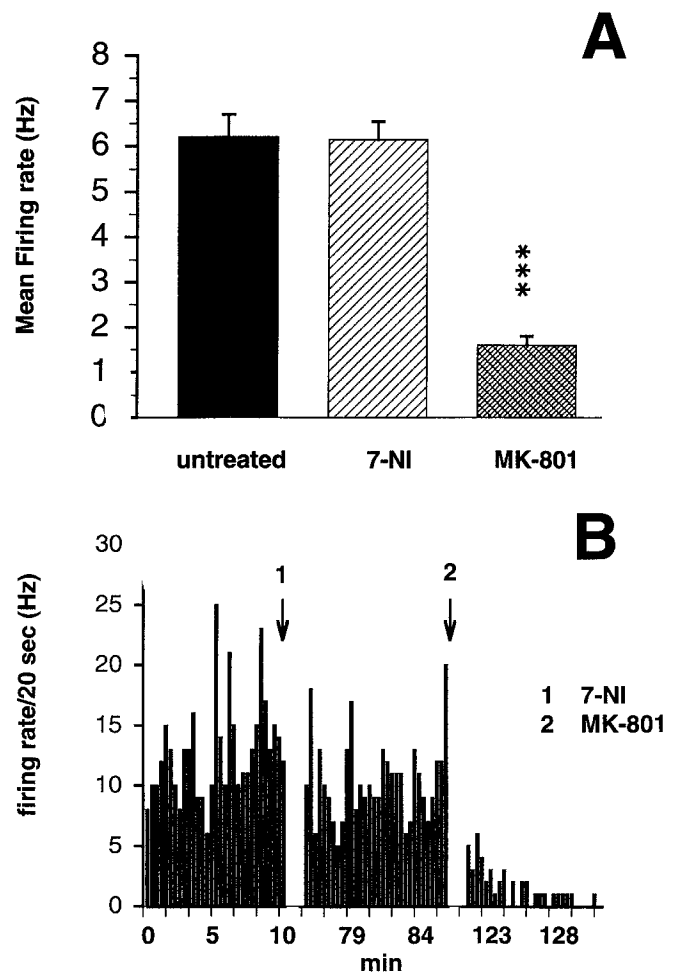 A
Mean Firing rate (Hz)
8
7
6
5
4
3
2
1
0
***
untreated 7-NI MK-801
B
firing rate/20 sec (Hz)
30
25
20
15
10
5
0
1 2
1 7-NI
2 MK-801
0 5 10 79 84 123 128
min